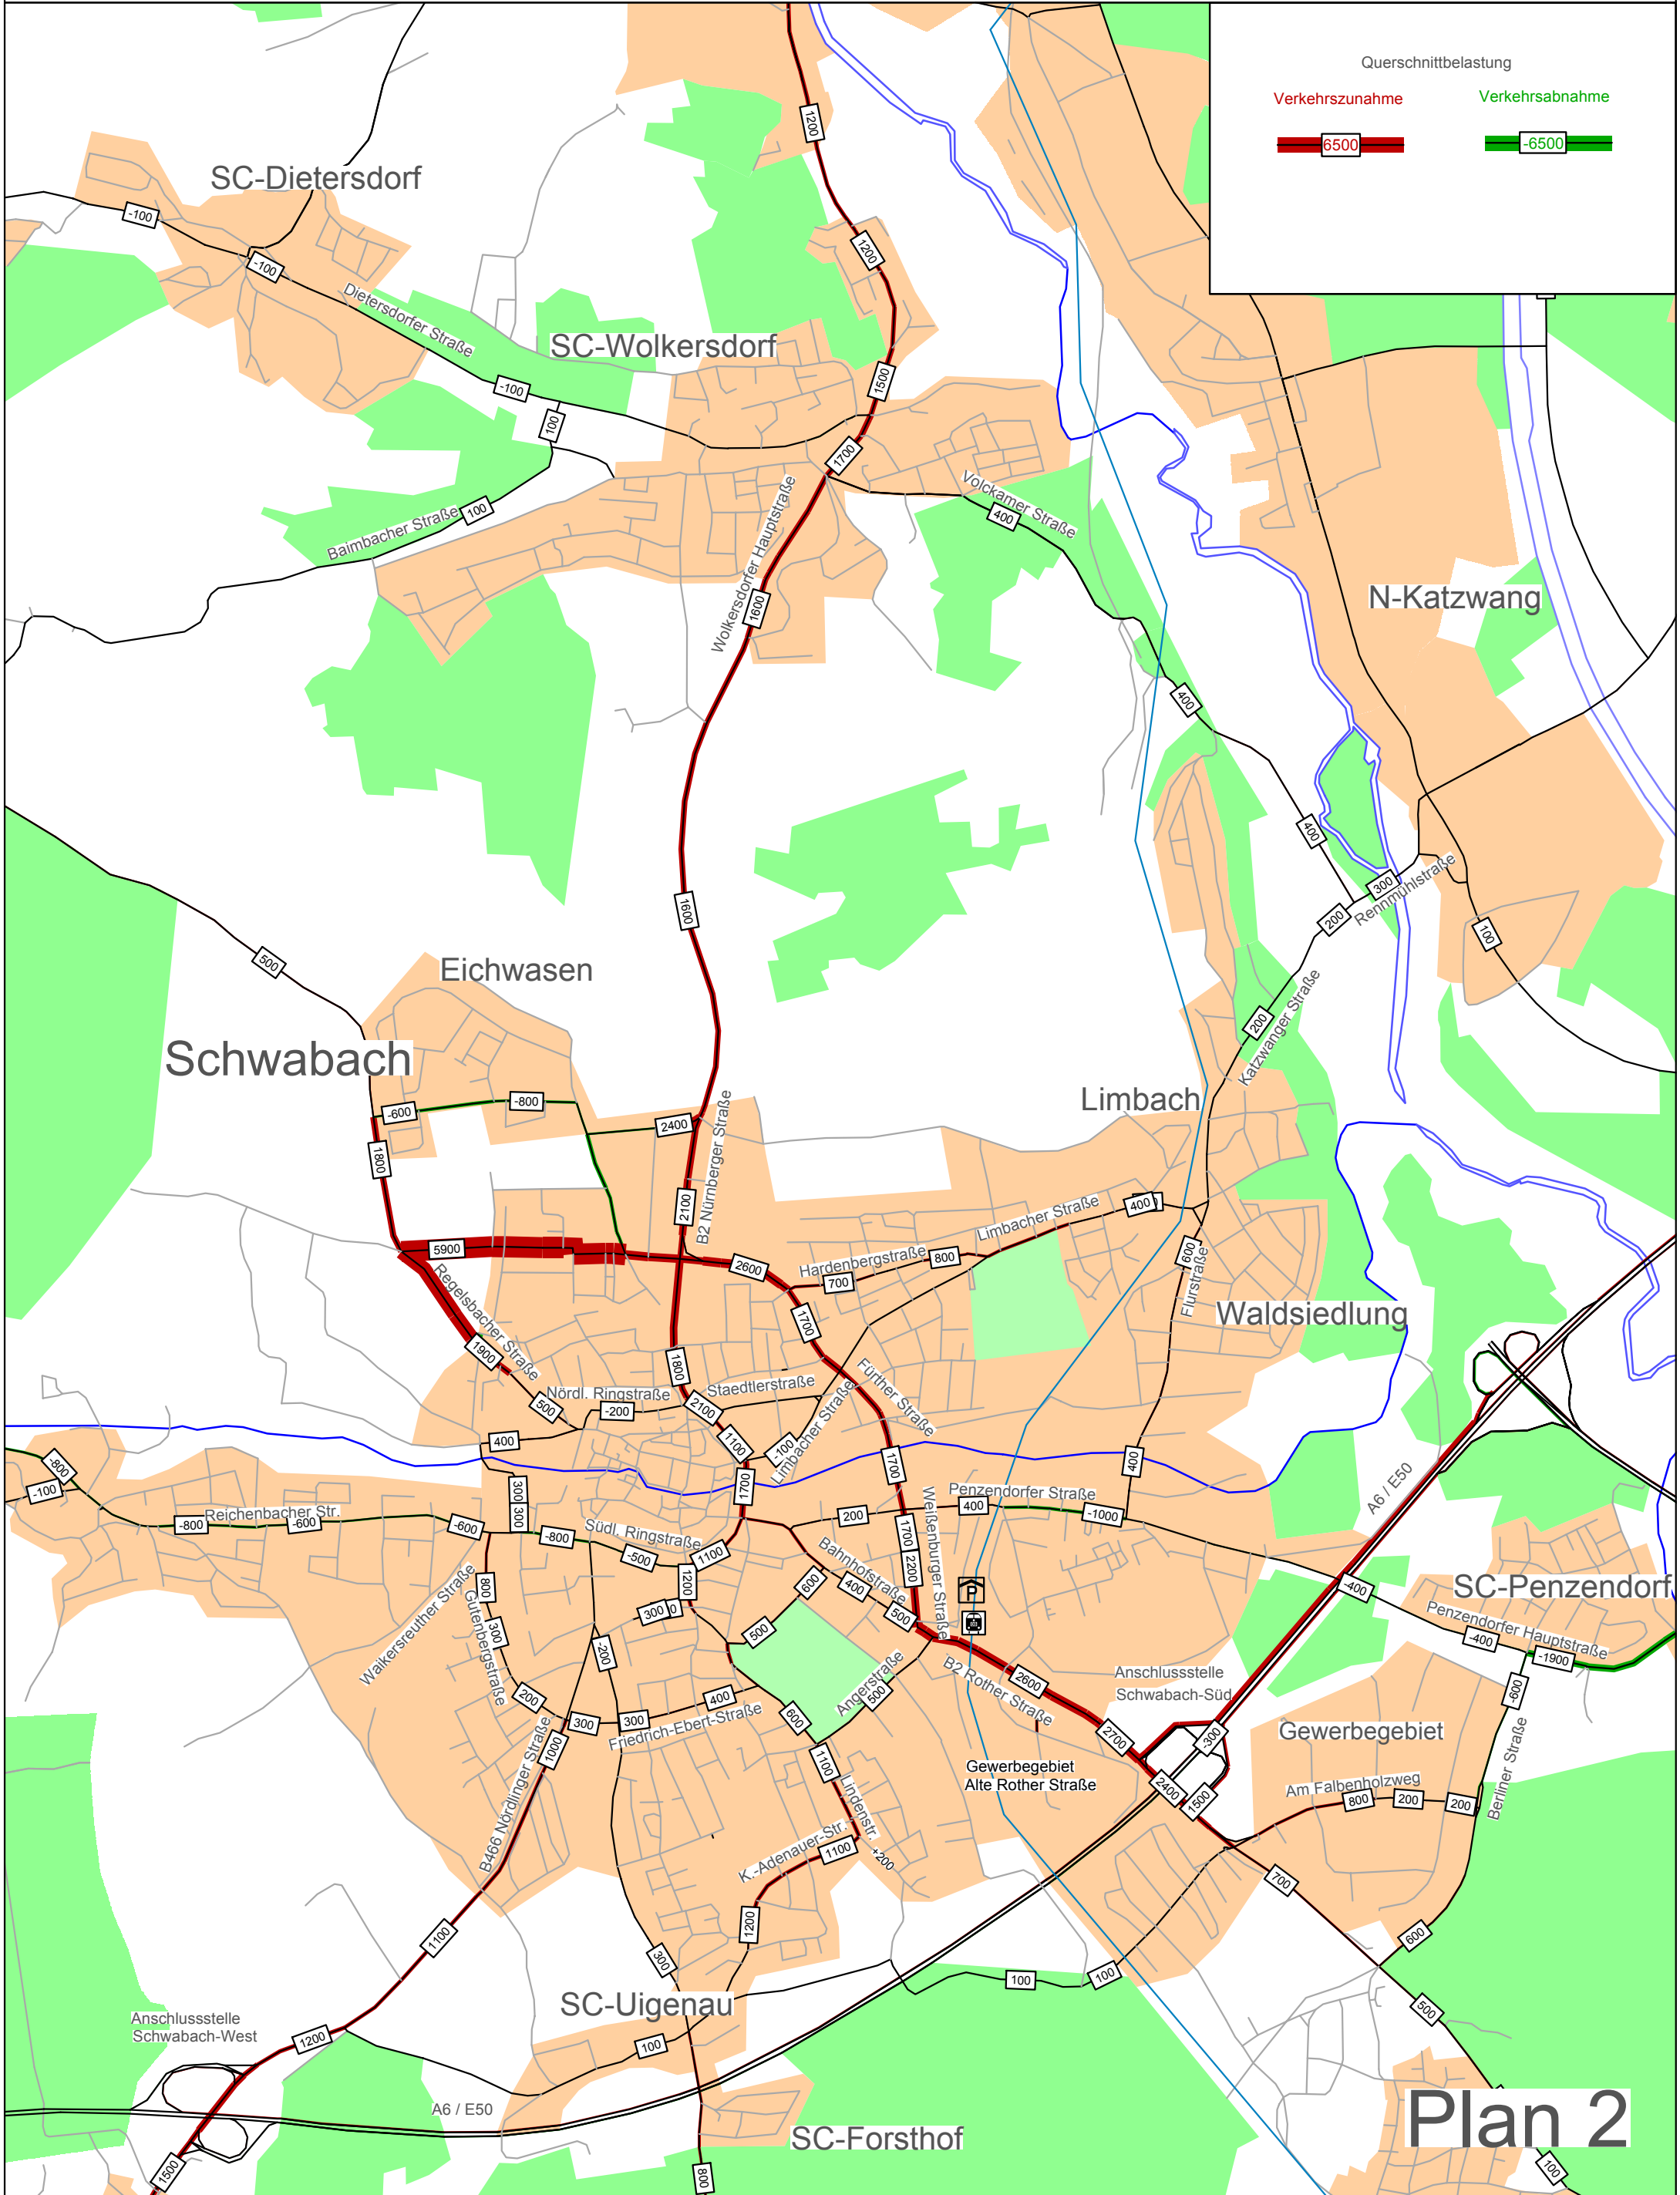 Querschnittbelastung
Verkehrszunahme
Verkehrsabnahme
6500
-6500
1200
SC-Dietersdorf
-100
1200
-100
Dietersdorfer Straße
SC-Wolkersdorf
1500
-100
100
1700
Volckamer Straße
400
Baimbacher Straße
100
Wolkersdorfer Hauptstraße
1600
N-Katzwang
400
400
300
Rennmühlstraße
200
100
1600
500
Eichwasen
200
Katzwanger Straße
Schwabach
Limbach
-600
-800
2400
B2 Nürnberger Straße
1800
2100
400
Limbacher Straße
5900
Hardenbergstraße
800
700
2600
600
Flurstraße
Waldsiedlung
Regelsbacher Straße
1900
1700
1800
Fürther Straße
Nördl. Ringstraße
Staedtlerstraße
500
-200
2100
400
1100
-100
Limbacher Straße
1700
400
A6 / E50
-800
-100
300
300
1700
Penzendorfer Straße
400
-1000
Reichenbacher Str.
-800
-600
-600
-800
200
1700
Weißenburger Straße
Südl. Ringstraße
-500
1100
2200
Bahnhofstraße
P
-400
SC-Penzendorf
Waikersreuther Straße
800
1200
600
400
Penzendorfer Hauptstraße
Gutenbergstraße
300
300
500
500
-400
-1900
-200
Angerstraße
500
B2 Rother Straße
2600
Anschlussstelle
Schwabach-Süd
-600
200
400
300
300
Friedrich-Ebert-Straße
600
2700
-300
Gewerbegebiet
B466 Nördlinger Straße
1000
1100
Gewerbegebiet
Alte Rother Straße
2400
1500
Am Falbenholzweg
800
200
200
Berliner Straße
Lindenstr.
K.-Adenauer-Str.
1100
+200
700
1100
1200
300
600
100
100
SC-Uigenau
500
Anschlussstelle
Schwabach-West
1200
100
A6 / E50
SC-Forsthof
Plan 2
1500
800
100